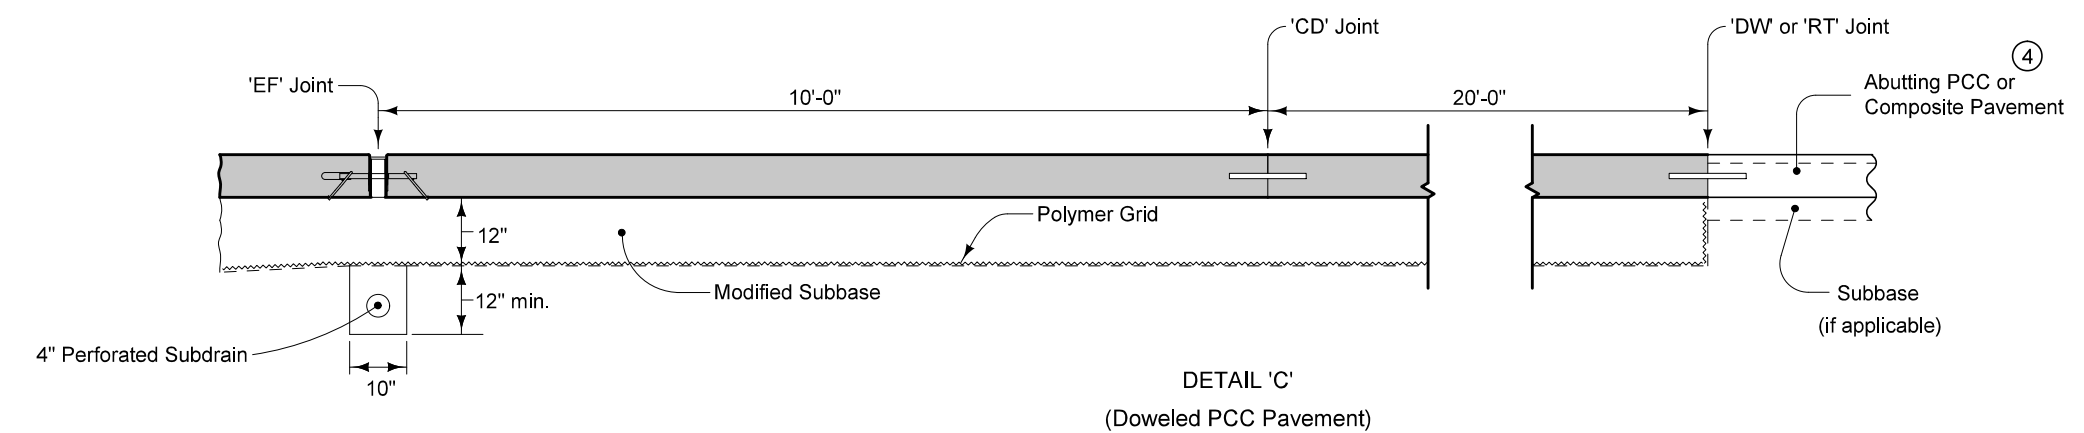 'CD' Joint
'DW' or 'RT' Joint
4
'EF' Joint
10'-0"
20'-0"
Abutting PCC or
Composite Pavement
Polymer Grid
12"
Modified Subbase
12" min.
Subbase
(if applicable)
4" Perforated Subdrain
10"
DETAIL 'C'
(Doweled PCC Pavement)